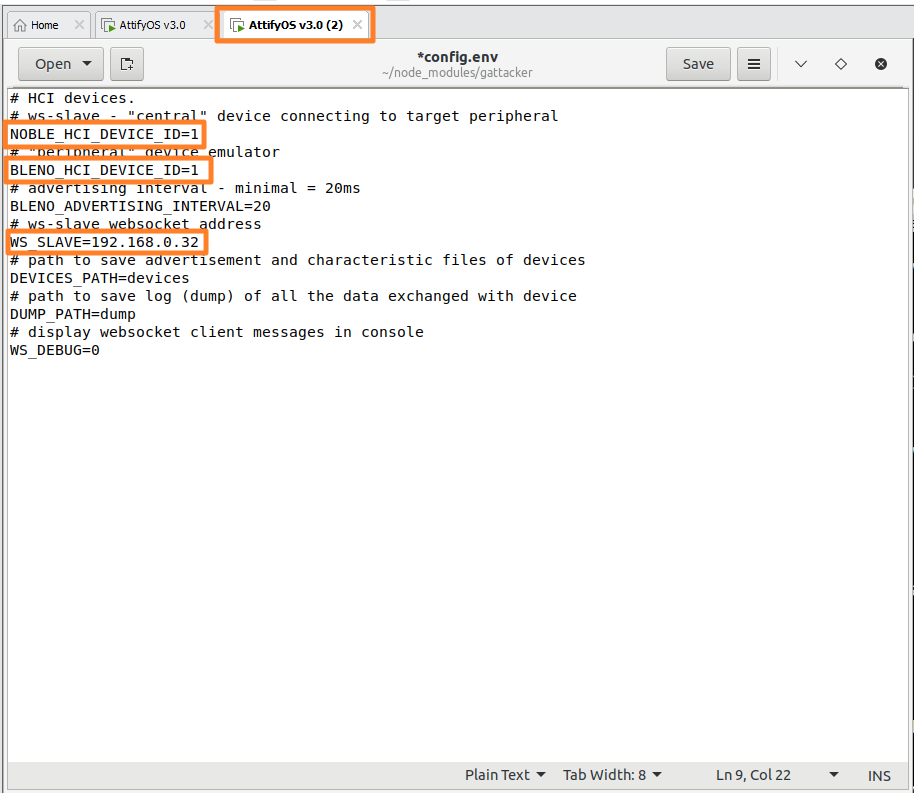 Home
AttifyOS v3.0
AttifyOS v3.0 (2)
Open
*config.env
~/node_modules/gattacker
Save
# HCI devices.
# ws-slave - "central" device connecting to target peripheral
NOBLE_HCI_DEVICE_ID=1
# "peripheral" device emulator
BLENO_HCI_DEVICE_ID=1
# advertising interval - minimal = 20ms
BLENO_ADVERTISING_INTERVAL=20
# ws-slave websocket address
WS_SLAVE=192.168.0.32
# path to save advertisement and characteristic files of devices
DEVICES_PATH=devices
# path to save log (dump) of all the data exchanged with device
DUMP_PATH=dump
# display websocket client messages in console
WS_DEBUG=0
Plain Text
Tab Width: 8
Ln 9, Col 22
INS